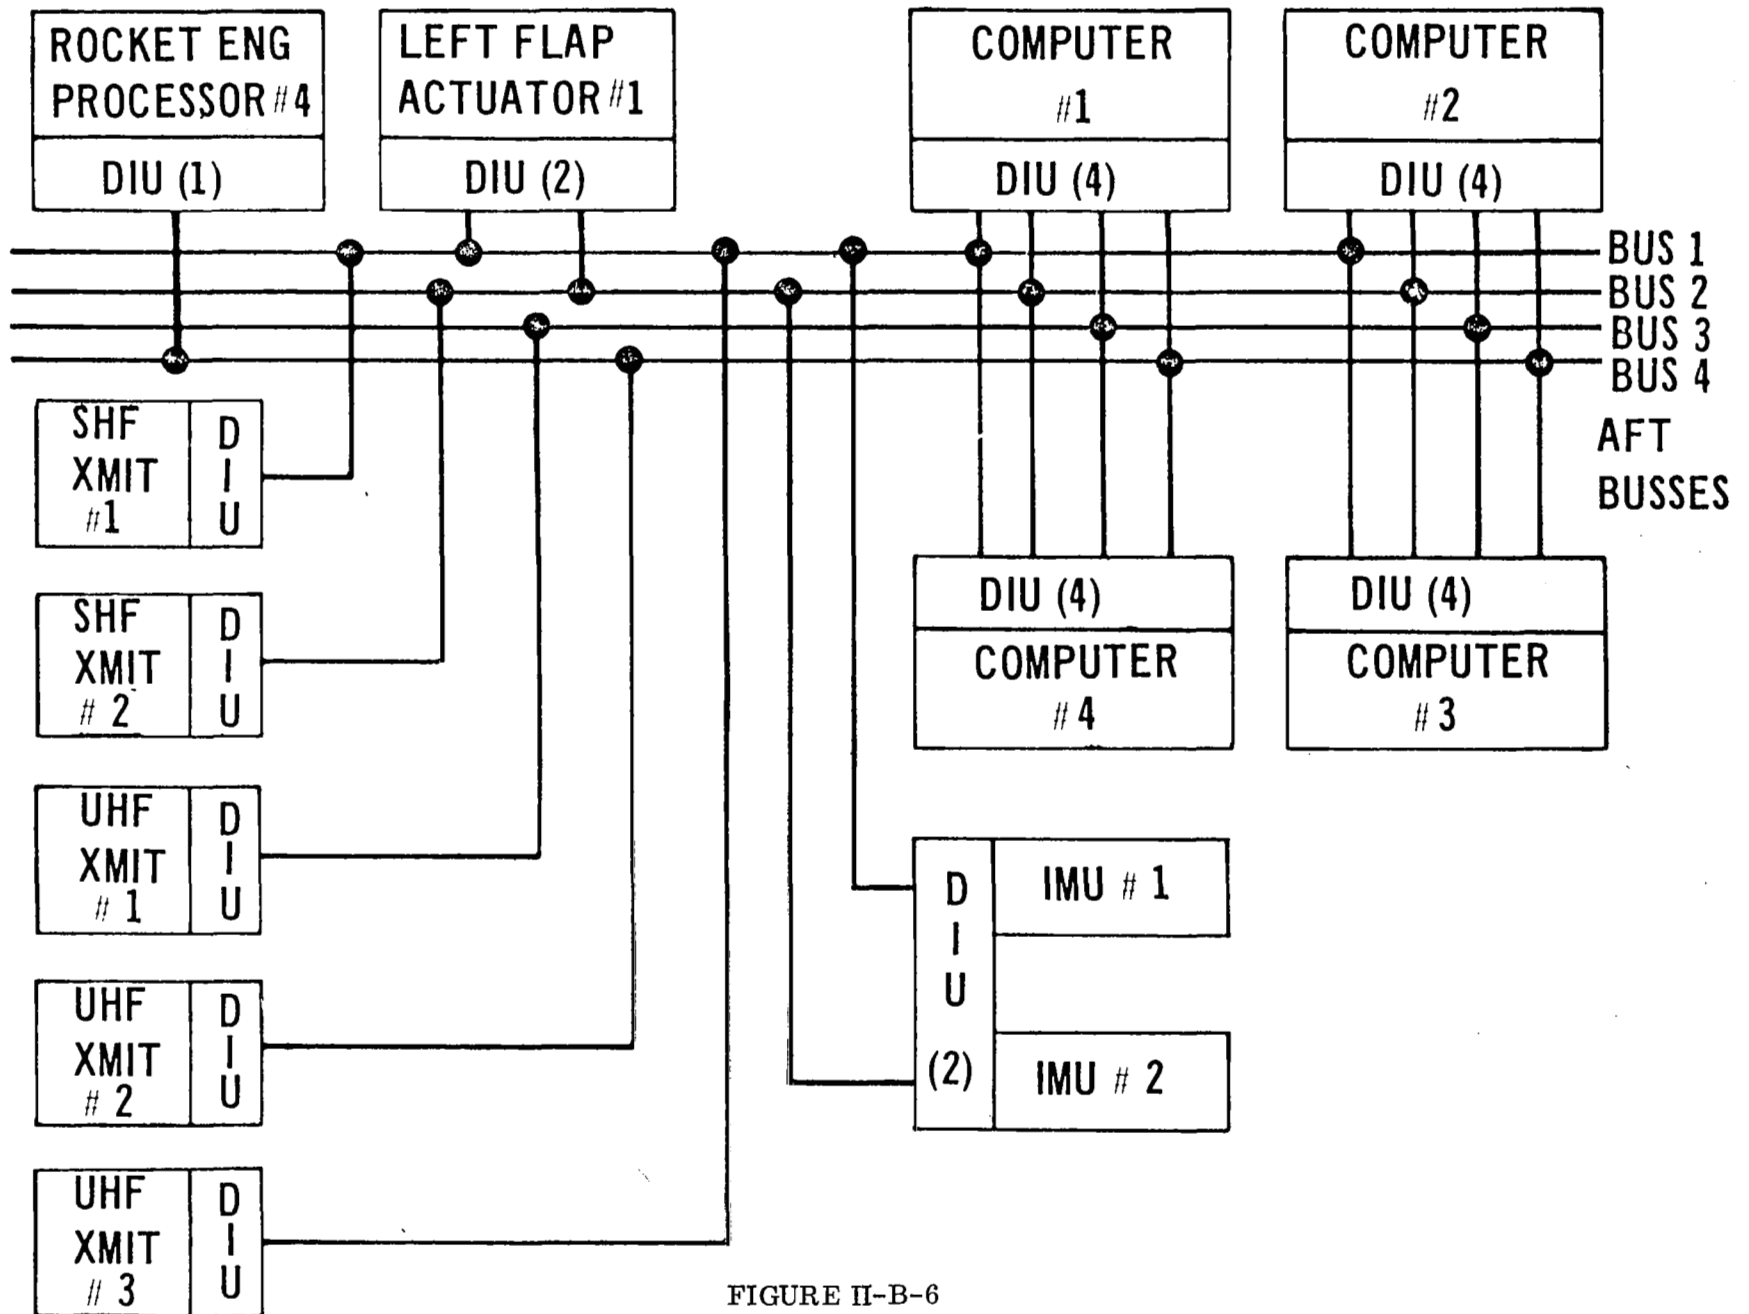 ROCKET ENG
PROCESSOR #4
DIU (1)
LEFT FLAP
ACTUATOR #1
DIU (2)
COMPUTER
#1
DIU (4)
COMPUTER
#2
DIU (4)
BUS 1
BUS 2
BUS 3
BUS 4
AFT
BUSSES
SHF
XMIT
#1
DIU
SHF
XMIT
# 2
DIU
UHF
XMIT
# 1
DIU
UHF
XMIT
# 2
DIU
UHF
XMIT
# 3
DIU
DIU (4)
COMPUTER
# 4
DIU (4)
COMPUTER
# 3
DIU
(2)
IMU # 1
IMU # 2
FIGURE II-B-6